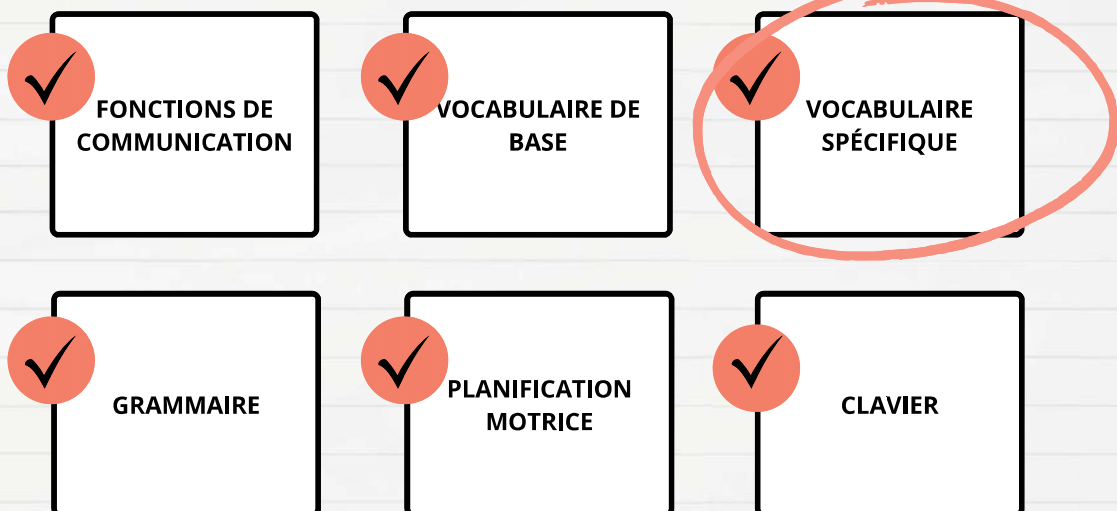 FONCTIONS DE
COMMUNICATION
VOCABULAIRE DE
BASE
VOCABULAIRE
SPÉCIFIQUE
GRAMMAIRE
PLANIFICATION
MOTRICE
CLAVIER